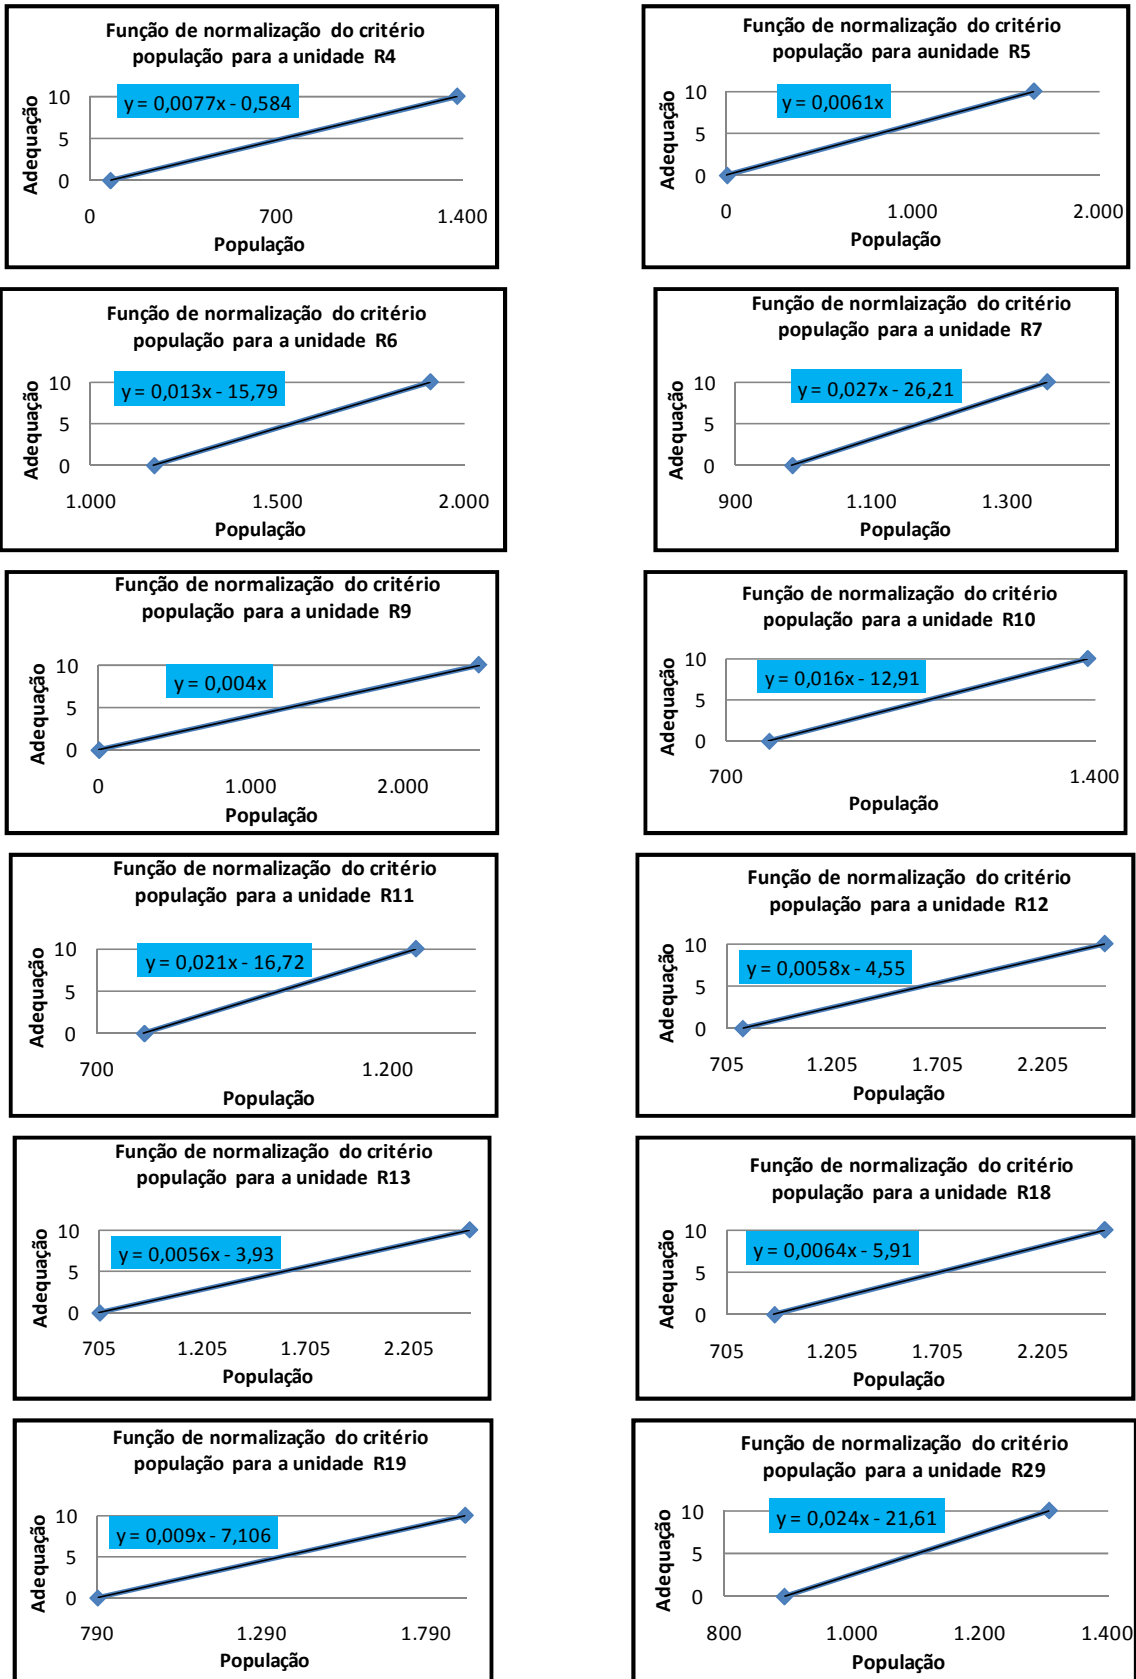 Função de normalização do critério
população para a unidade R4
y = 0,0077x - 0,584
Adequação
10
5
0
0 700 1.400
População
Função de normalização do critério
população para aunidade R5
y = 0,0061x
Adequação
10
5
0
0 1.000 2.000
População
Função de normalização do critério
população para a unidade R6
y = 0,013x - 15,79
Adequação
10
5
0
1.000 1.500 2.000
População
Função de normlaização do critério
população para a unidade R7
y = 0,027x - 26,21
Adequação
10
5
0
900 1.100 1.300
População
Função de normalização do critério
população para a unidade R9
y = 0,004x
Adequação
10
5
0
0 1.000 2.000
População
Função de normalização do critério
população para a unidade R10
y = 0,016x - 12,91
Adequação
10
5
0
700 1.400
População
Função de normalização do critério
população para a unidade R11
y = 0,021x - 16,72
Adequação
10
5
0
700 1.200
População
Função de normalização do critério
população para a unidade R12
y = 0,0058x - 4,55
Adequação
10
5
0
705 1.205 1.705 2.205
População
Função de normalização do critério
população para a unidade R13
y = 0,0056x - 3,93
Adequação
10
5
0
705 1.205 1.705 2.205
População
Função de normalização do critério
população para a unidade R18
y = 0,0064x - 5,91
Adequação
10
5
0
705 1.205 1.705 2.205
População
Função de normalização do critério
população para a unidade R19
y = 0,009x - 7,106
Adequação
10
5
0
790 1.290 1.790
População
Função de normalização do critério
população para a unidade R29
y = 0,024x - 21,61
Adequação
10
5
0
800 1.000 1.200 1.400
População